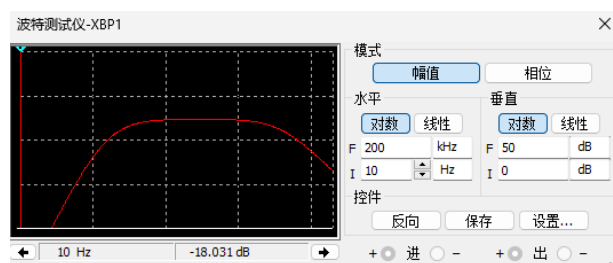 波特测试仪-XBP1
模式
幅值 相位
水平 垂直
对数 线性 对数 线性
F 200 kHz F 50 dB
I 10 Hz I 0 dB
控件
反向 保存 设置...
10 Hz -18.031 dB + 进 - + 出 -